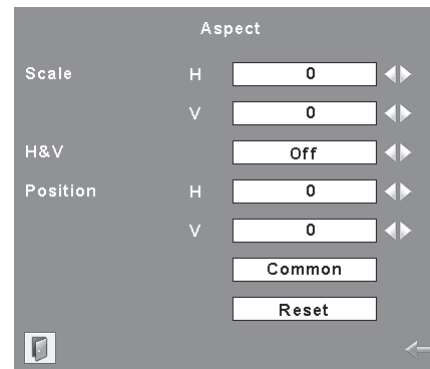 Aspect
Scale H 0
V 0
H&V Off
Position H 0
V 0
Common
Reset